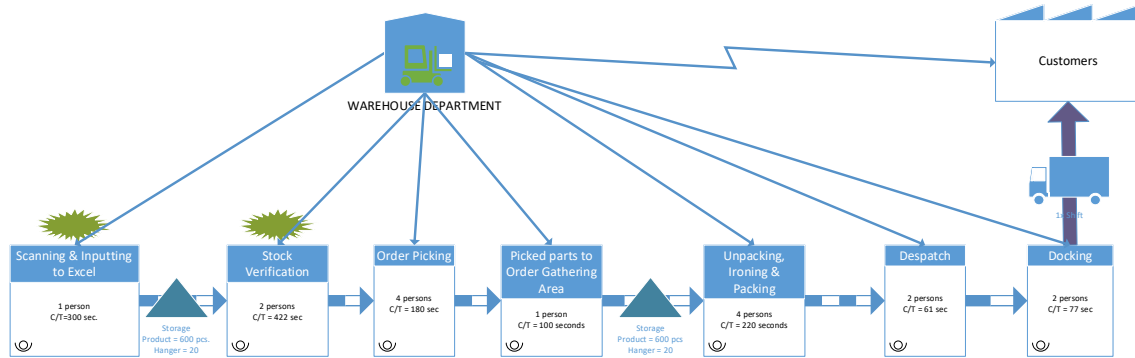 WAREHOUSE DEPARTMENT
Customers
1x Shift
Scanning & Inputting
to Excel
1 person
C/T=300 sec.
Storage
Product = 600 pcs.
Hanger = 20
Stock
Verification
2 persons
C/T = 422 sec
Order Picking
4 persons
C/T = 180 sec
Picked parts to
Order Gathering
Area
1 person
C/T = 100 seconds
Storage
Product = 600 pcs
Hanger = 20
Unpacking,
Ironing &
Packing
4 persons
C/T = 220 seconds
Despatch
2 persons
C/T = 61 sec
Docking
2 persons
C/T = 77 sec